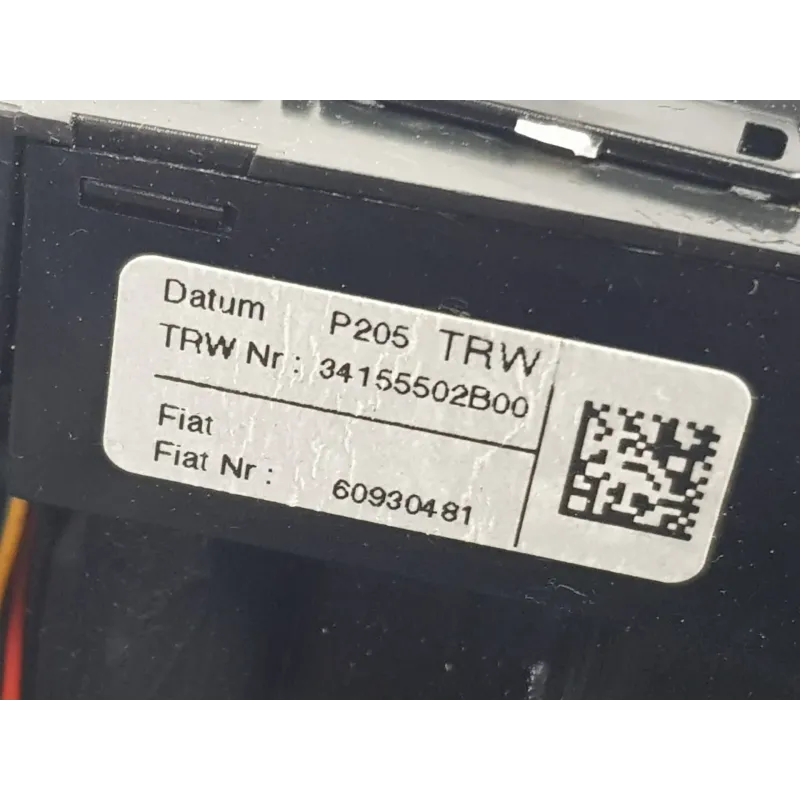 Datum P205 TRW
TRW Nr: 34155502B00
Fiat
Fiat Nr: 60930481